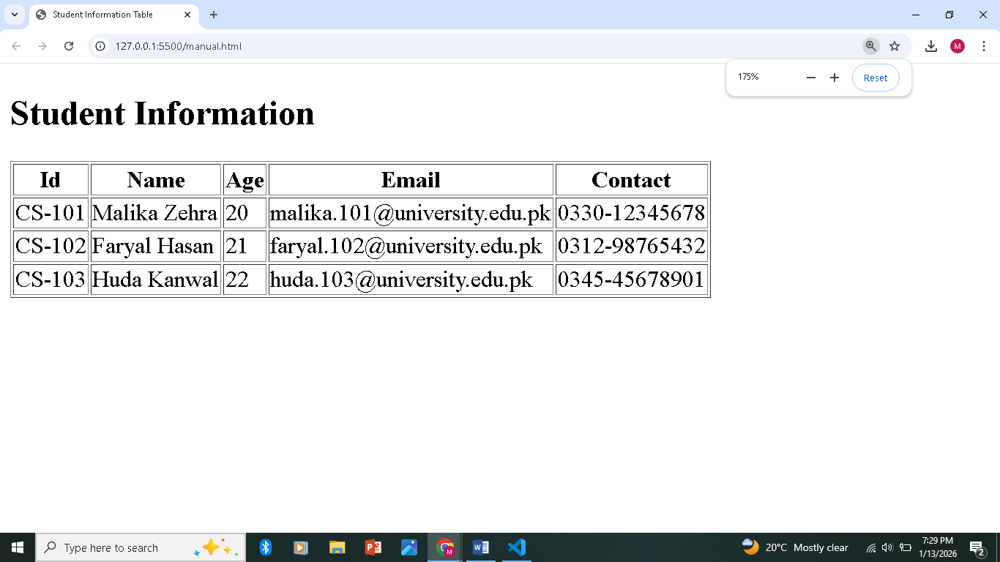 Student Information Table
127.0.0.1:5500/manual.html
M
175%
Reset
Student Information
Id Name Age Email Contact
CS-101 Malika Zehra 20 malika.101@university.edu.pk 0330-12345678
CS-102 Faryal Hasan 21 faryal.102@university.edu.pk 0312-98765432
CS-103 Huda Kanwal 22 huda.103@university.edu.pk 0345-45678901
Type here to search
20°C Mostly clear
7:29 PM
1/13/2026
2